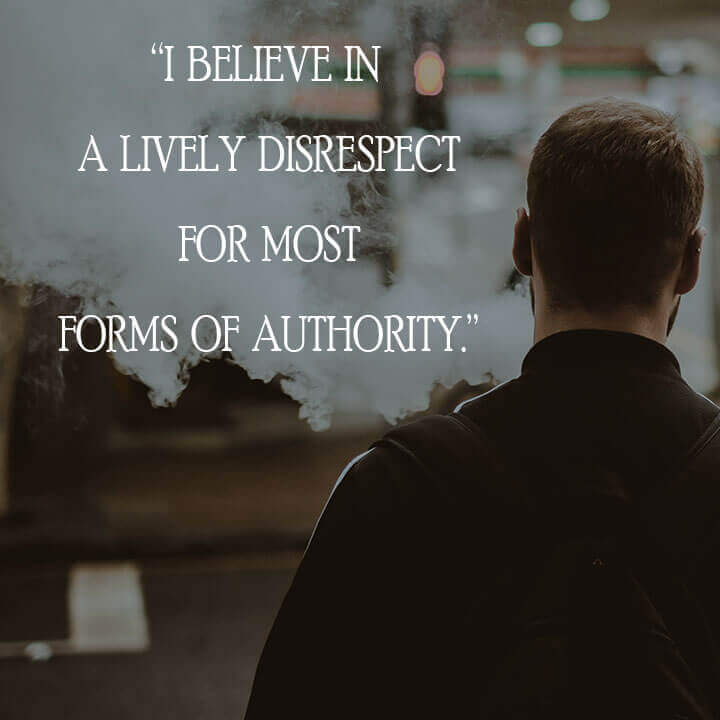 “I BELIEVE IN
A LIVELY DISRESPECT
FOR MOST
FORMS OF AUTHORITY.”